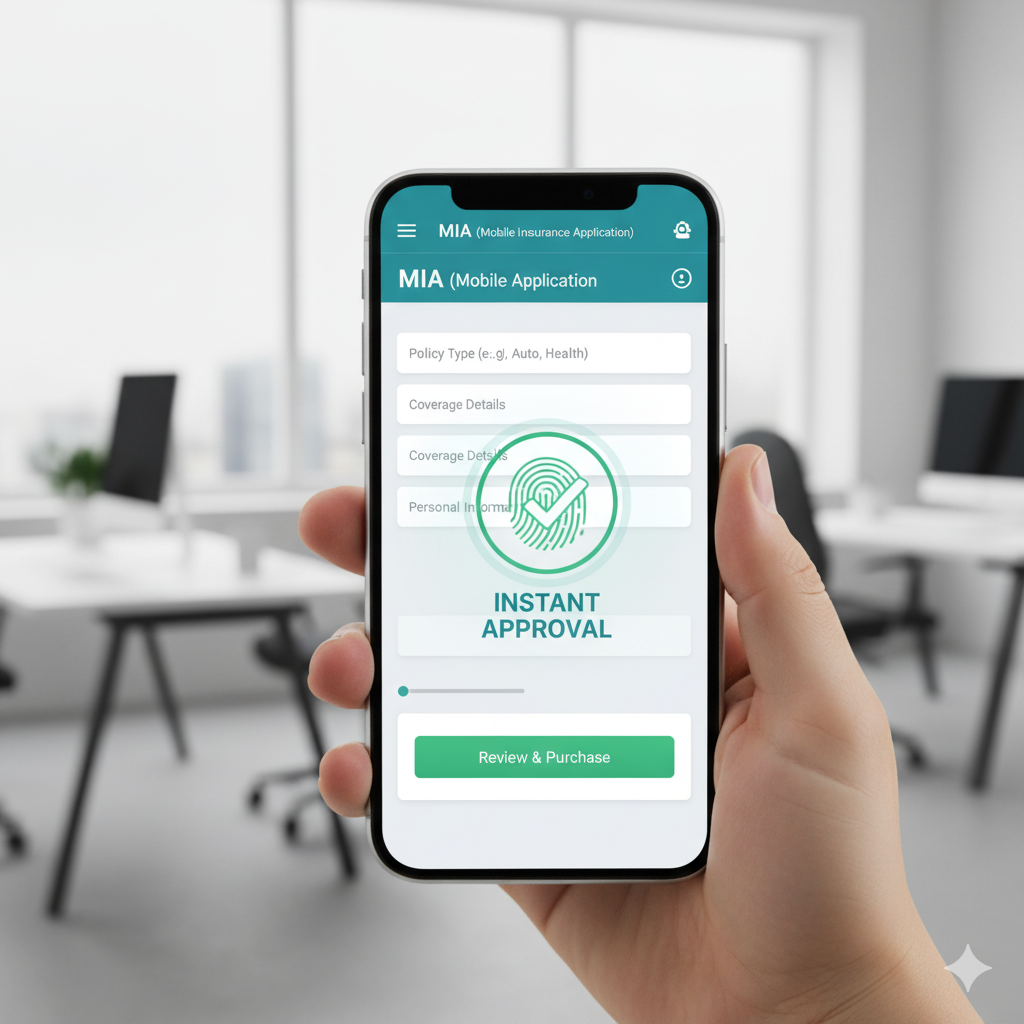 MIA (Mobile Insurance Application)
MIA (Mobile Application
Policy Type (e.:.g/, Auto, Health)
Coverage Details
Coverage Details
Personal Informa
INSTANT
APPROVAL
Review & Purchase